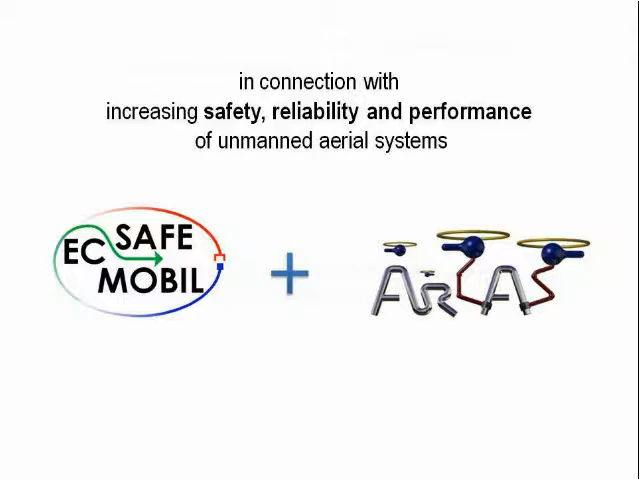 in connection with
increasing safety, reliability and performance
of unmanned aerial systems
EC SAFE
MOBIL
+
ARCAS